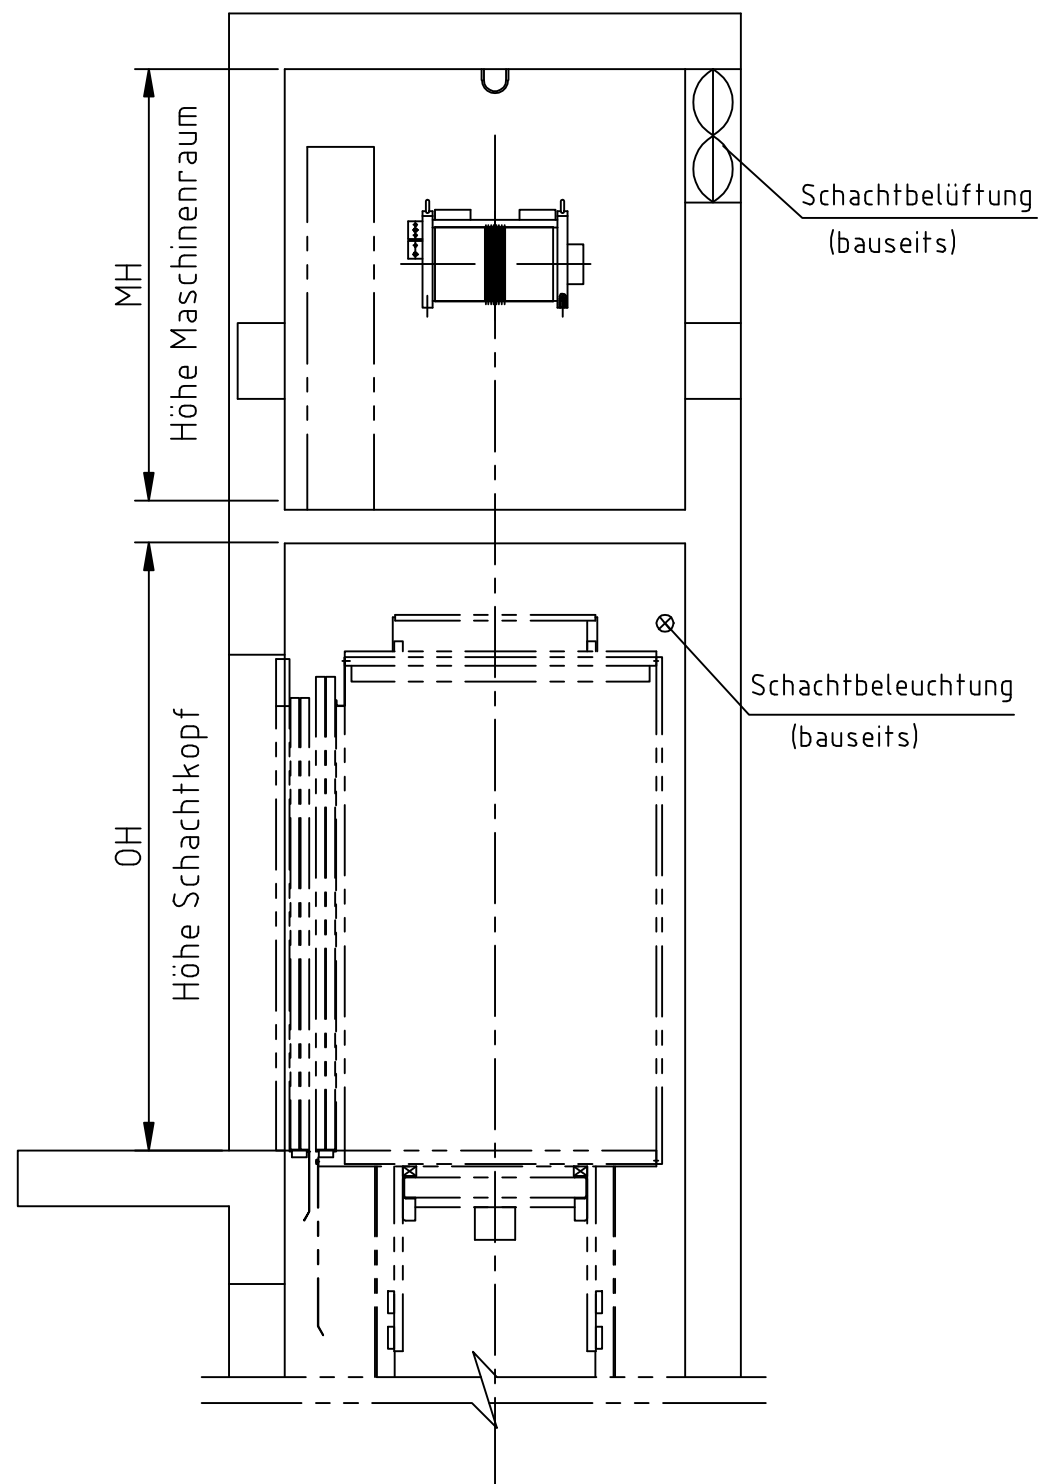 MH
Höhe Maschinenraum
Schachtbelüftung
(bauseits)
OH
Höhe Schachtkopf
Schachtbeleuchtung
(bauseits)